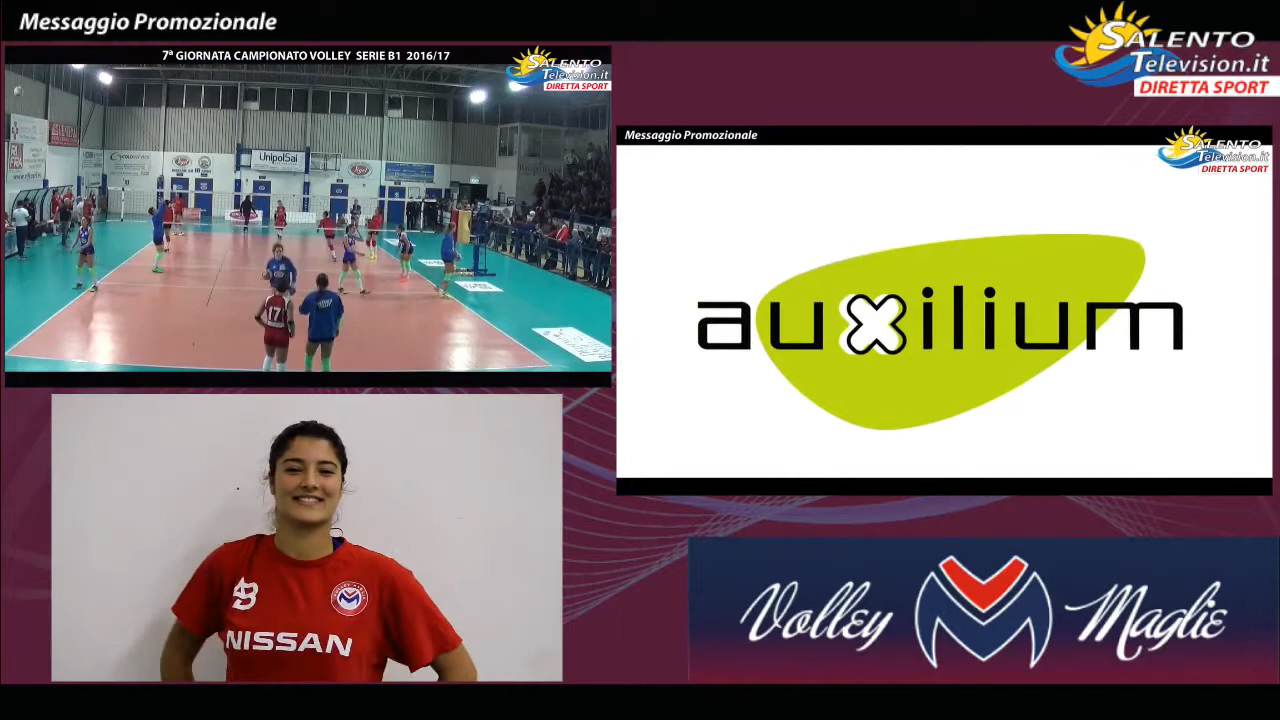 Messaggio Promozionale
SALENTO
Television.it
DIRETTA SPORT
7ª GIORNATA CAMPIONATO VOLLEY SERIE B1 2016/17
SALENTO
Television.it
DIRETTA SPORT
UnipolSai
17
Messaggio Promozionale
SALENTO
Television.it
DIRETTA SPORT
auxilium
NISSAN
Volley Maglie